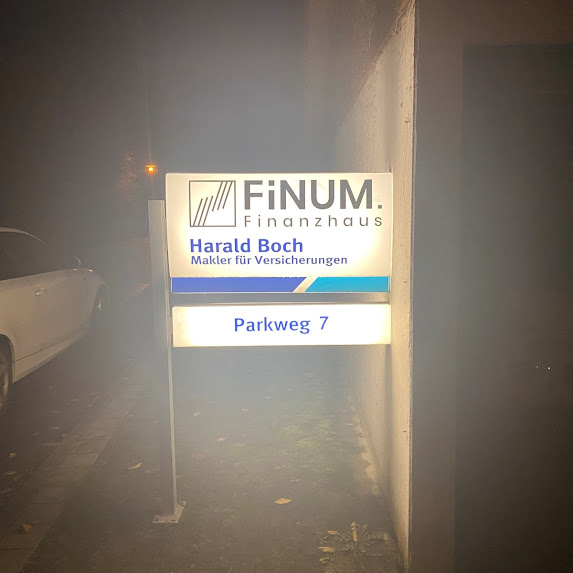 FiNUM.
Finanzhaus
Harald Boch
Makler für Versicherungen
Parkweg 7